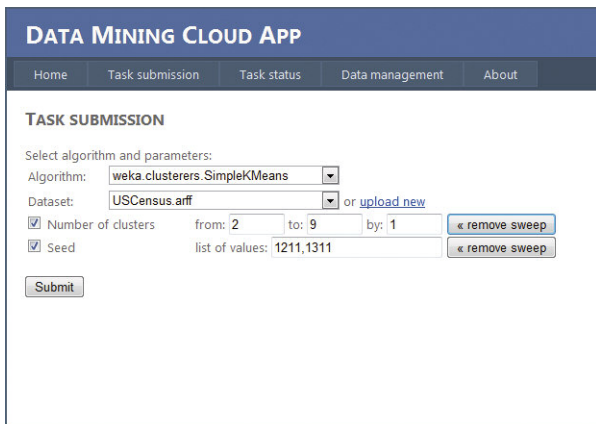 DATA MINING CLOUD APP
Home Task submission Task status Data management About
TASK SUBMISSION
Select algorithm and parameters:
Algorithm: weka.clusterers.SimpleKMeans
Dataset: USCensus.arff or upload new
Number of clusters from: 2 to: 9 by: 1 « remove sweep
Seed list of values: 1211,1311 « remove sweep
Submit